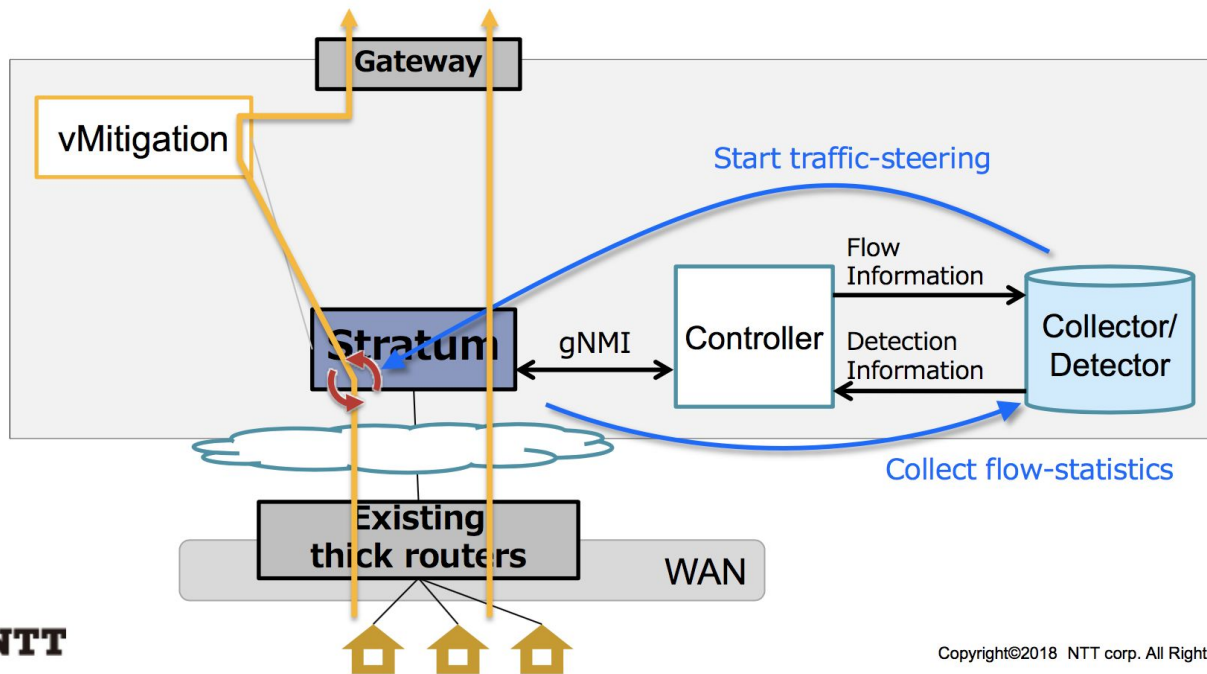 Gateway
vMitigation
Start traffic-steering
Flow
Information
Stratum
gNMI
Controller
Detection
Information
Collector/
Detector
Collect flow-statistics
Existing
thick routers
WAN
NTT
Copyright©2018 NTT corp. All Right